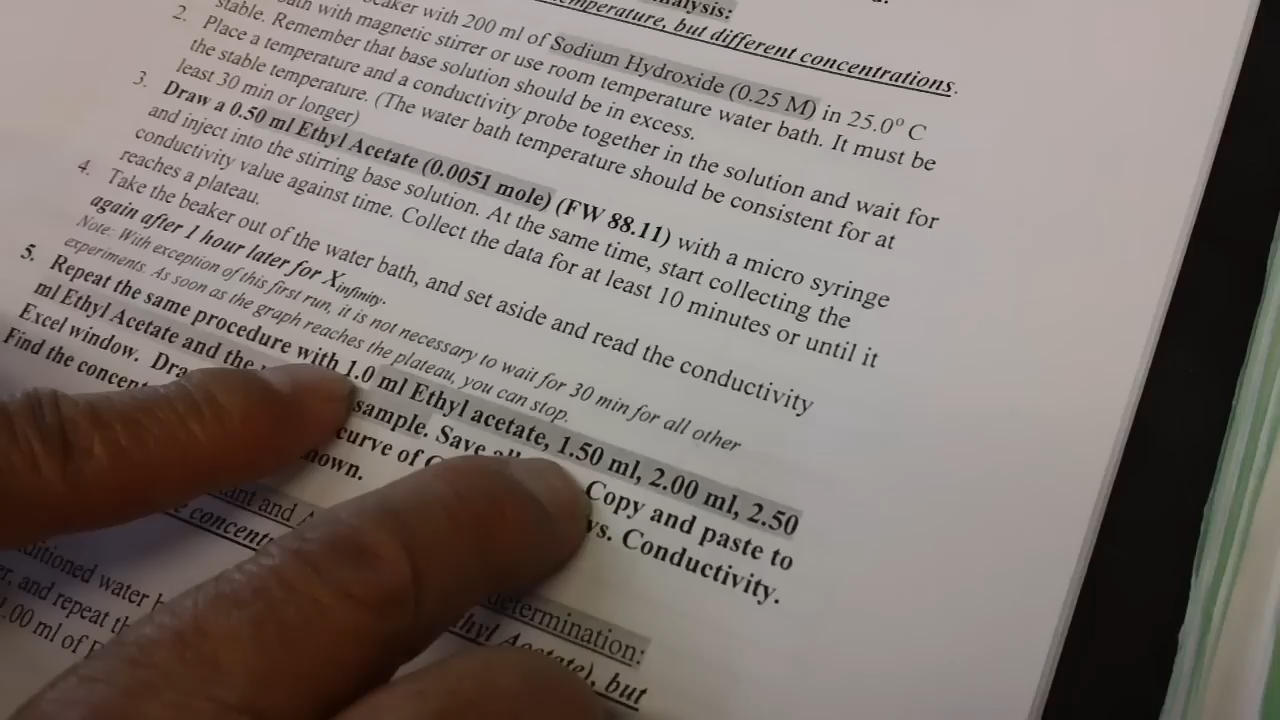 alysis:
mperature, but different concentrations.
eaker with 200 ml of Sodium Hydroxide (0.25 M) in 25.0° C
ath with magnetic stirrer or use room temperature water bath. It must be
stable. Remember that base solution should be in excess.
2. Place a temperature and a conductivity probe together in the solution and wait for
the stable temperature. (The water bath temperature should be consistent for at
least 30 min or longer)
3. Draw a 0.50 ml Ethyl Acetate (0.0051 mole) (FW 88.11) with a micro syringe
and inject into the stirring base solution. At the same time, start collecting the
conductivity value against time. Collect the data for at least 10 minutes or until it
reaches a plateau.
4. Take the beaker out of the water bath, and set aside and read the conductivity
again after 1 hour later for Xinfinity.
Note: With exception of this first run, it is not necessary to wait for 30 min for all other
experiments. As soon as the graph reaches the plateau, you can stop.
5. Repeat the same procedure with 1.0 ml Ethyl acetate, 1.50 ml, 2.00 ml, 2.50
ml Ethyl Acetate and the sample. Save all Copy and paste to
Excel window. Dra curve of vs. Conductivity.
Find the concent nown.
tant and
concent determination:
ditioned water hyl Acetate), but
er, and repeat th
1.00 ml of